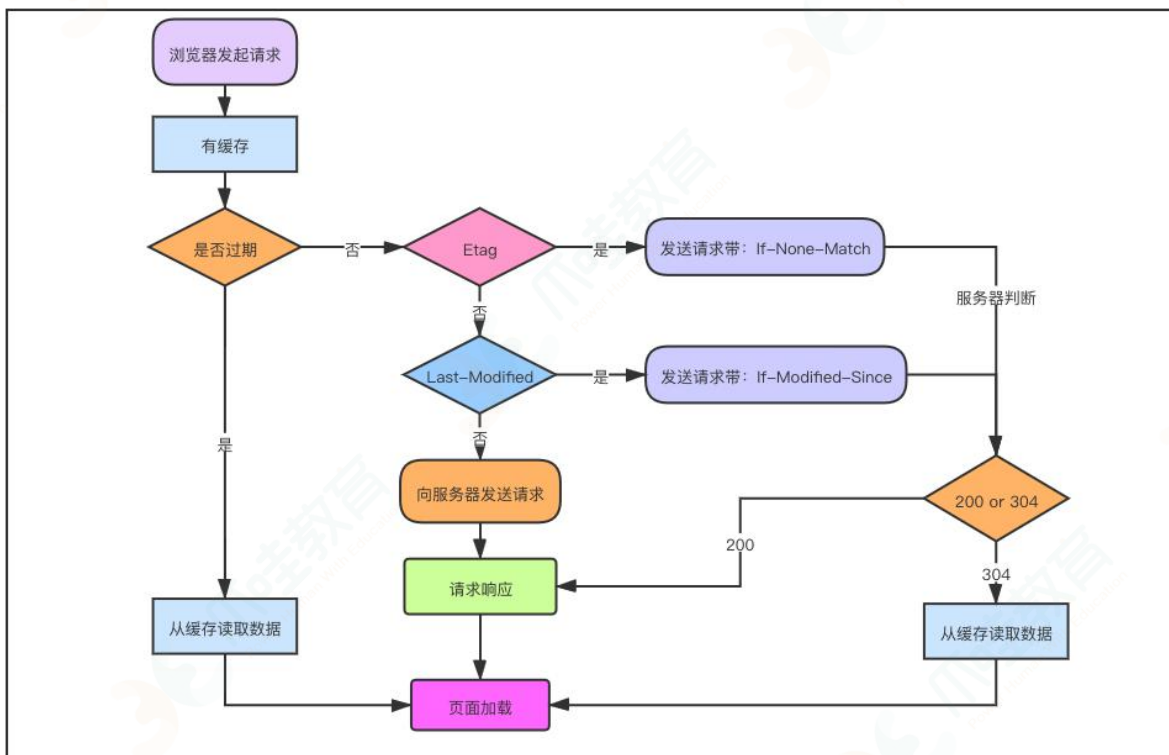 浏览器发起请求
有缓存
是否过期
否
Etag
是
发送请求带：If-None-Match
服务器判断
否
Last-Modified
是
发送请求带：If-Modified-Since
是
否
向服务器发送请求
200 or 304
200
304
请求响应
从缓存读取数据
从缓存读取数据
页面加载